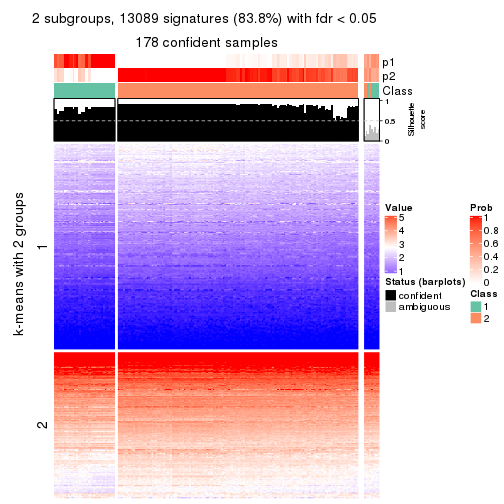 2 subgroups, 13089 signatures (83.8%) with fdr < 0.05
178 confident samples
p1
p2
Class
1
0.5
0
Silhouette
score
k-means with 2 groups
1
2
Value
5
4
3
2
1
Status (barplots)
confident
ambiguous
Prob
1
0.8
0.6
0.4
0.2
0
Class
1
2